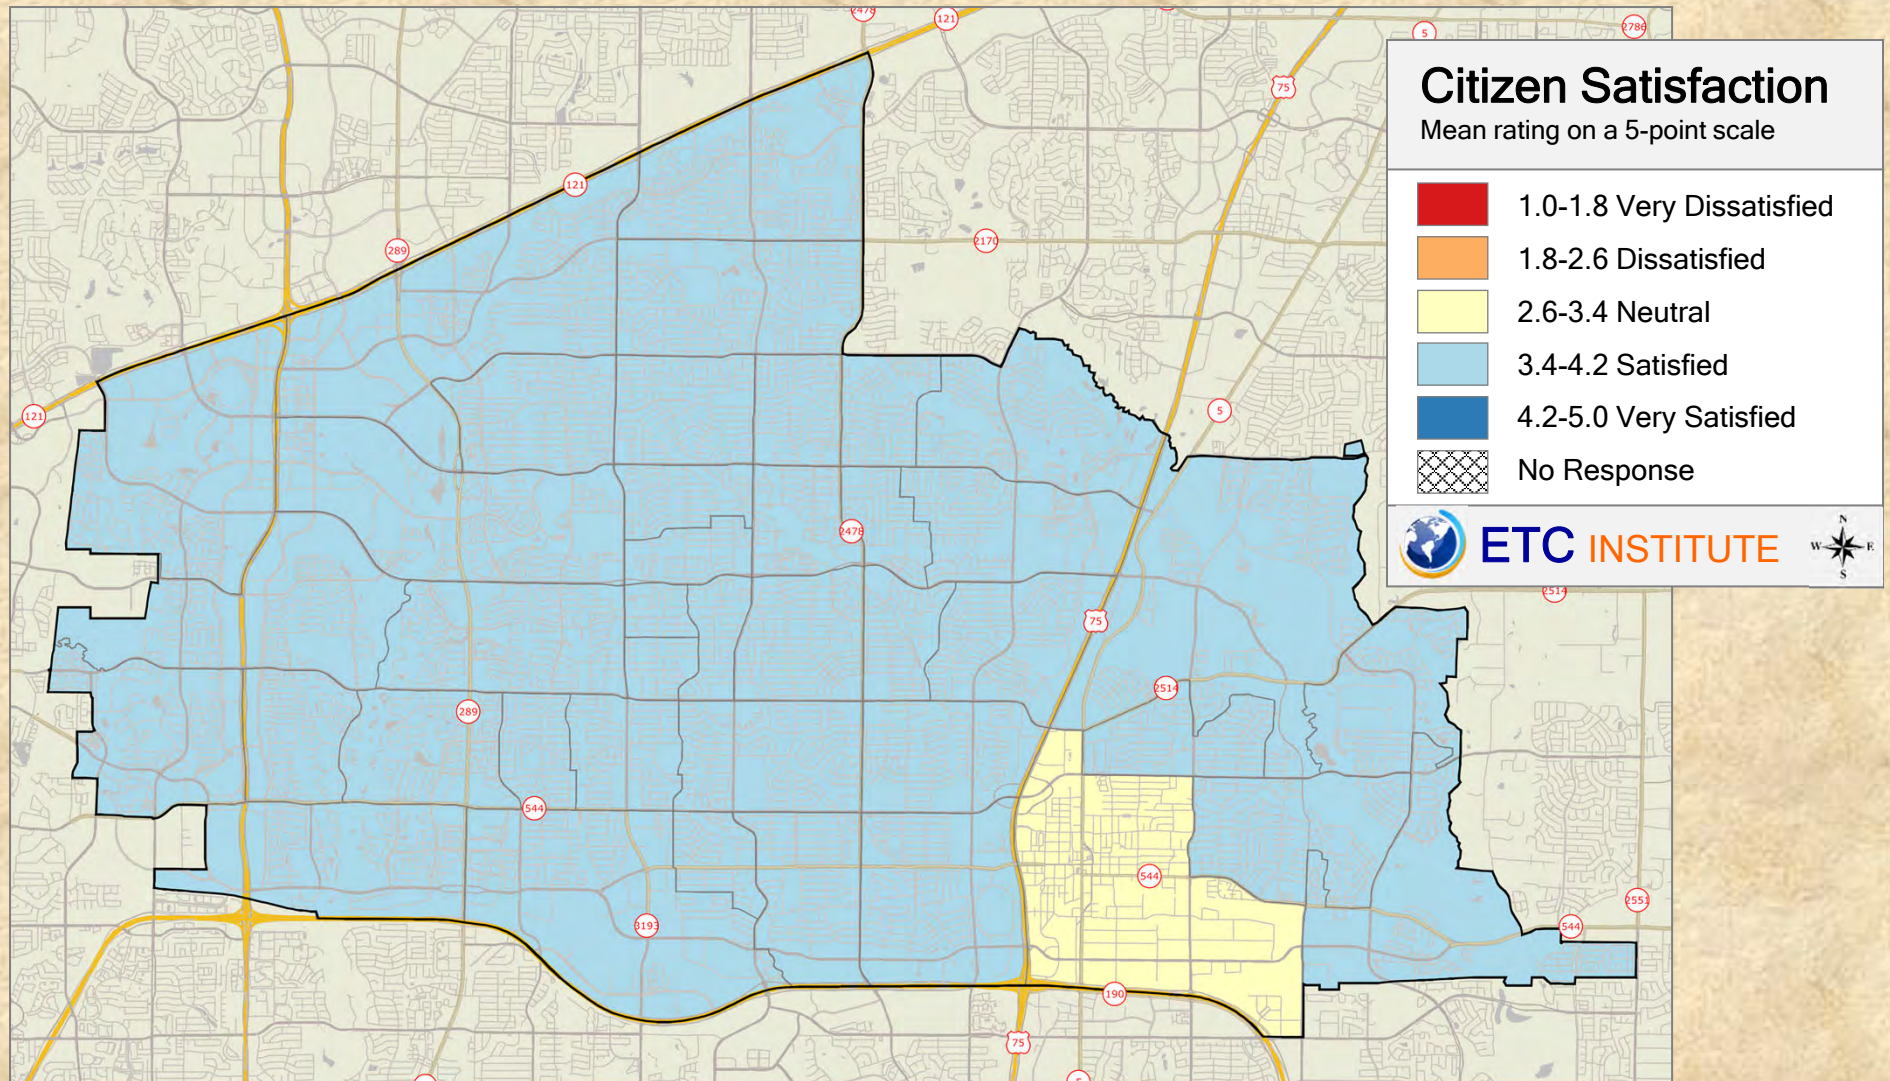 2478
121
5
2786
75
Citizen Satisfaction
Mean rating on a 5-point scale
121
1.0-1.8 Very Dissatisfied
289
2170
1.8-2.6 Dissatisfied
2.6-3.4 Neutral
3.4-4.2 Satisfied
121
5
4.2-5.0 Very Satisfied
No Response
2478
ETC INSTITUTE
N
W E
S
2514
75
2514
289
544
544
2551
3193
544
190
75
5